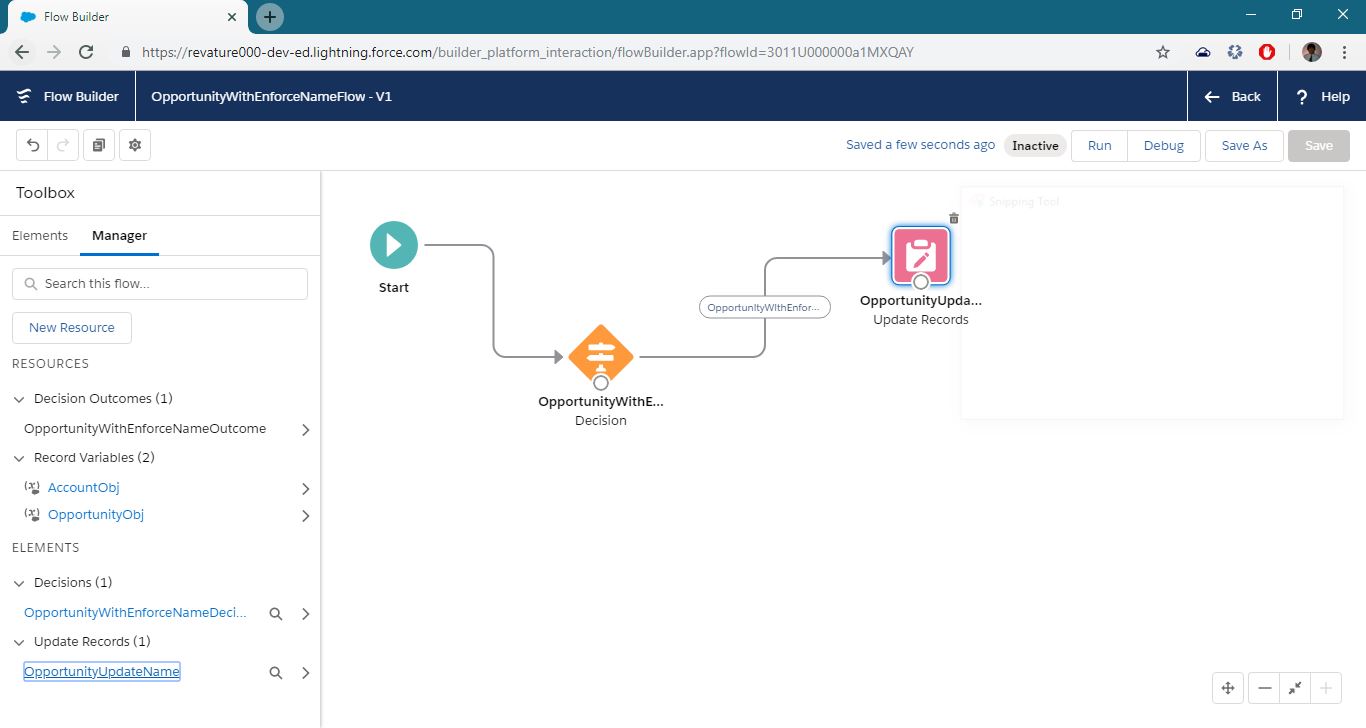 Flow Builder
https://revature000-dev-ed.lightning.force.com/builder_platform_interaction/flowBuilder.app?flowId=3011U000000a1MXQAY
Flow Builder
OpportunityWithEnforceNameFlow - V1
Back
Help
Saved a few seconds ago
Inactive
Run
Debug
Save As
Save
Toolbox
Elements
Manager
Search this flow...
New Resource
RESOURCES
Decision Outcomes (1)
OpportunityWithEnforceNameOutcome
Record Variables (2)
AccountObj
OpportunityObj
ELEMENTS
Decisions (1)
OpportunityWithEnforceNameDeci...
Update Records (1)
OpportunityUpdateName
Start
OpportunityWithE...
Decision
OpportunityWithEnfor...
OpportunityUpda...
Update Records
Snipping Tool